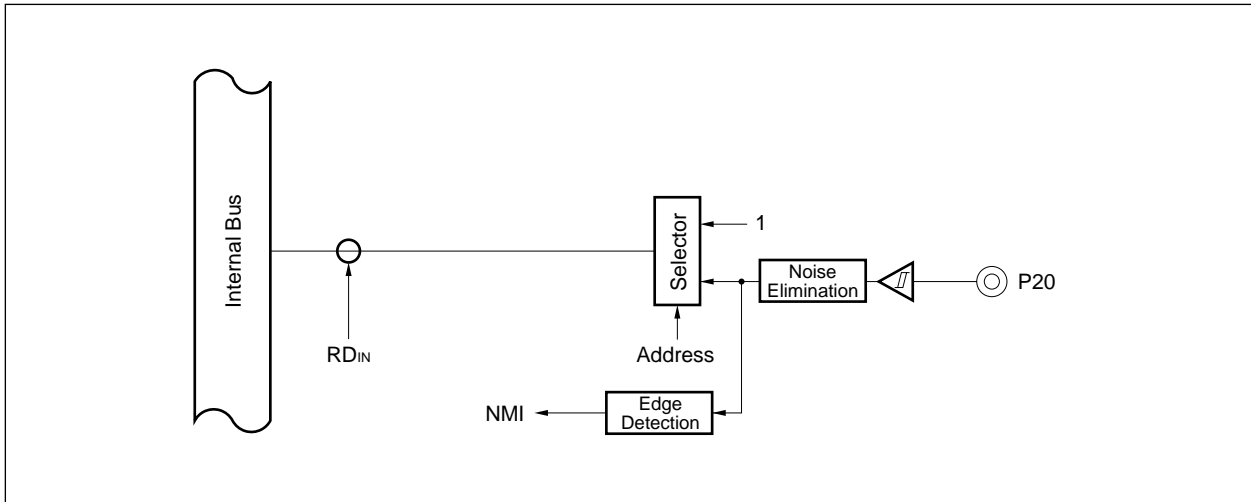 Internal Bus
Selector
1
Noise
Elimination
P20
RDIN
Address
NMI
Edge
Detection